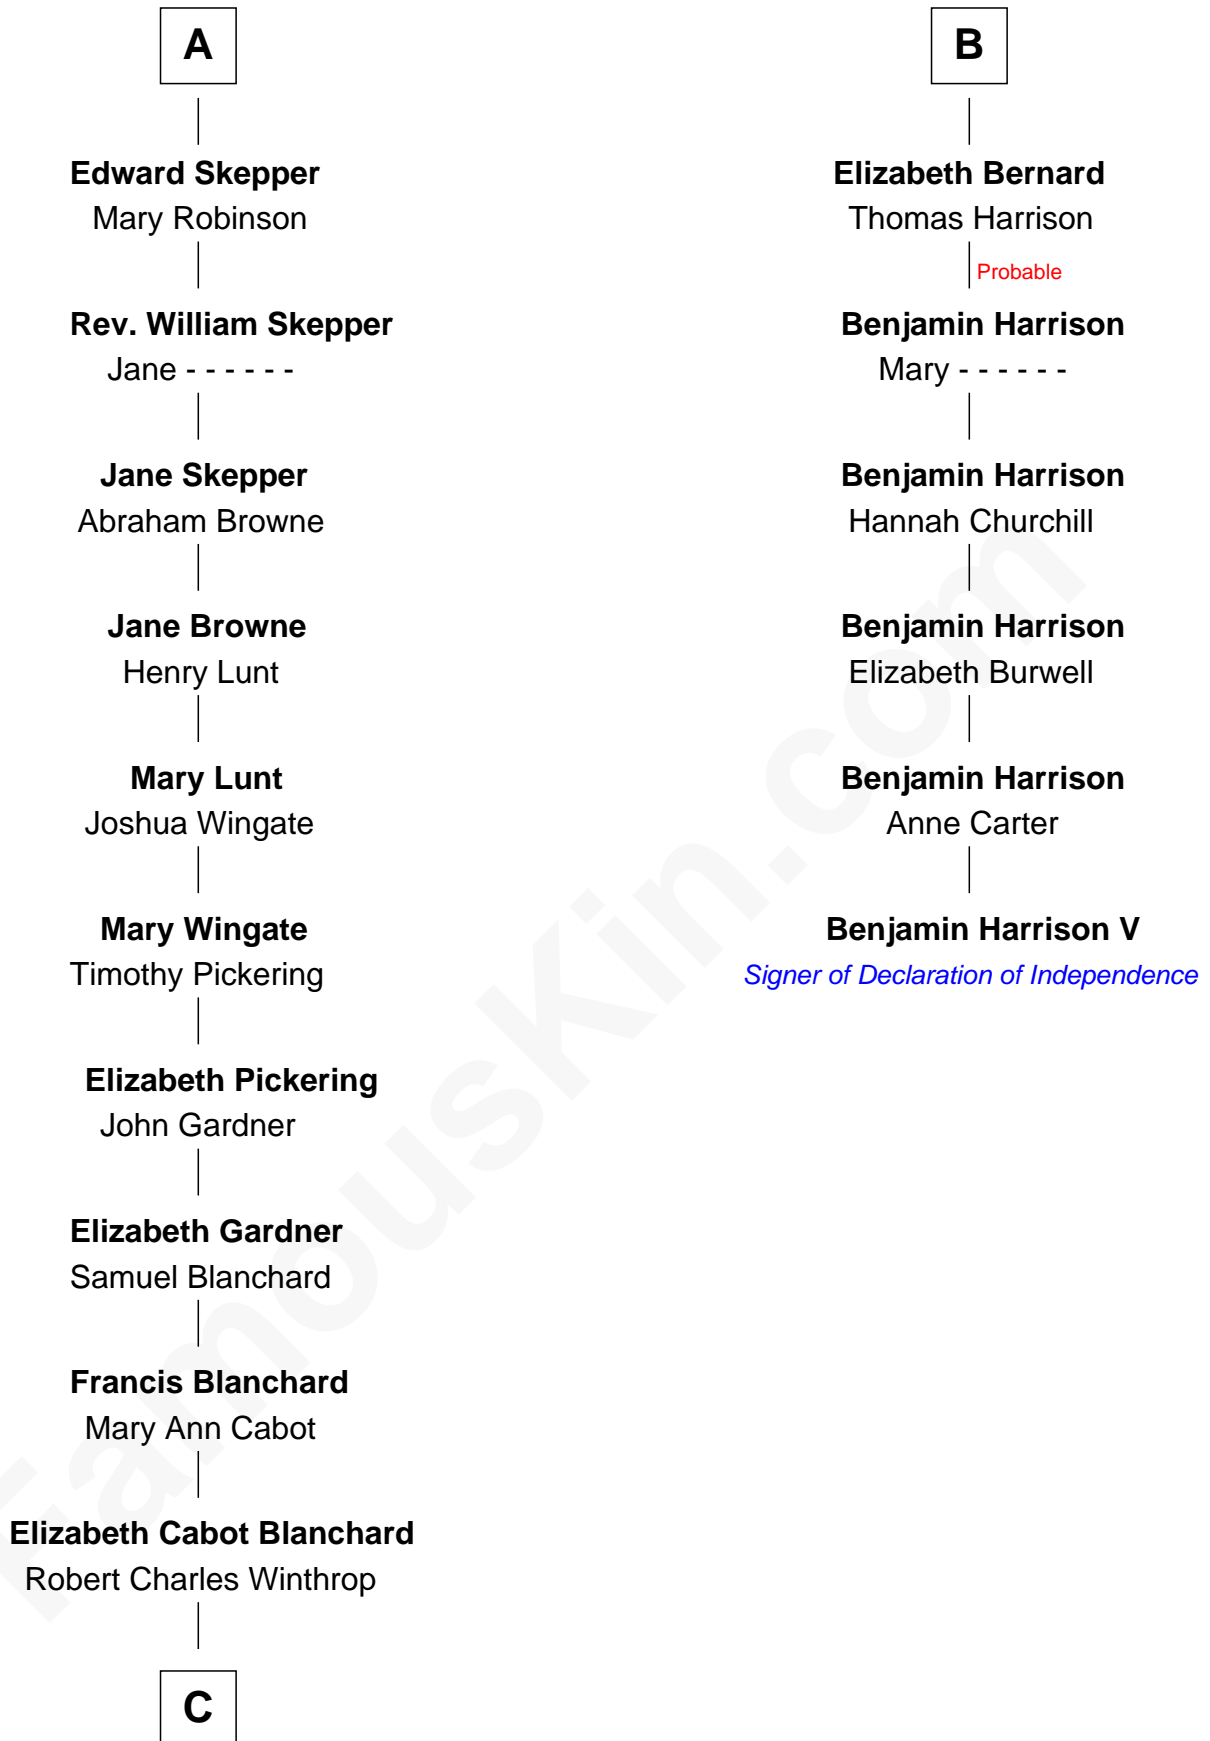 A
Edward Skepper
Mary Robinson
Rev. William Skepper
Jane - - - - - -
Jane Skepper
Abraham Browne
Jane Browne
Henry Lunt
Mary Lunt
Joshua Wingate
Mary Wingate
Timothy Pickering
Elizabeth Pickering
John Gardner
Elizabeth Gardner
Samuel Blanchard
Francis Blanchard
Mary Ann Cabot
Elizabeth Cabot Blanchard
Robert Charles Winthrop
C
B
Elizabeth Bernard
Thomas Harrison
Probable
Benjamin Harrison
Mary - - - - - -
Benjamin Harrison
Hannah Churchill
Benjamin Harrison
Elizabeth Burwell
Benjamin Harrison
Anne Carter
Benjamin Harrison V
Signer of Declaration of Independence
FamousKin.com